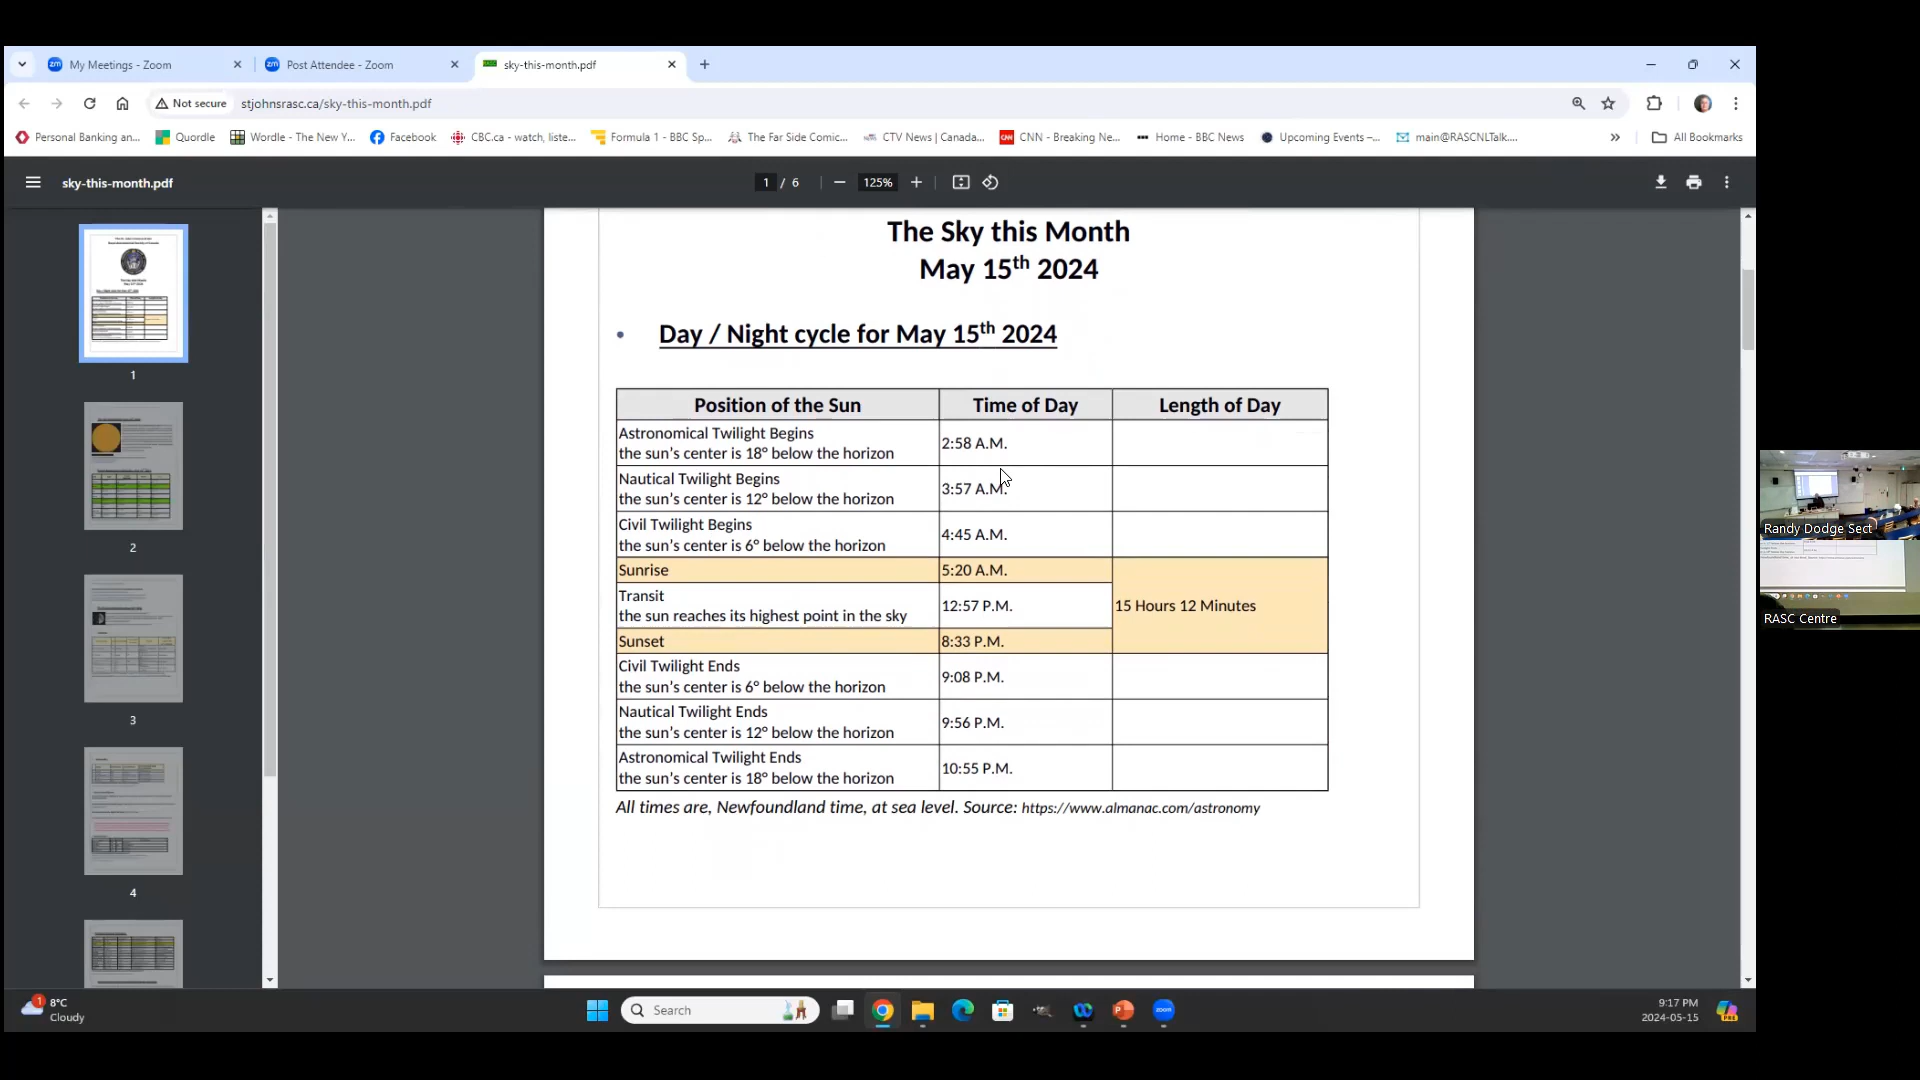 My Meetings - Zoom
Post Attendee - Zoom
sky-this-month.pdf
Not secure
stjohnsrasc.ca/sky-this-month.pdf
Personal Banking an...
Quordle
Wordle - The New Y...
Facebook
CBC.ca - watch, liste...
Formula 1 - BBC Sp...
The Far Side Comic...
CTV News | Canada...
CNN - Breaking Ne...
Home - BBC News
Upcoming Events –...
main@RASCNLTalk....
All Bookmarks
sky-this-month.pdf
1 / 6
125%
1
2
3
4
The Sky this Month
May 15th 2024
• Day / Night cycle for May 15th 2024
Position of the Sun Time of Day Length of Day
Astronomical Twilight Begins
the sun's center is 18° below the horizon
2:58 A.M.
Nautical Twilight Begins
the sun's center is 12° below the horizon
3:57 A.M.
Civil Twilight Begins
the sun's center is 6° below the horizon
4:45 A.M.
Sunrise 5:20 A.M.
Transit
the sun reaches its highest point in the sky
12:57 P.M.
15 Hours 12 Minutes
Sunset 8:33 P.M.
Civil Twilight Ends
the sun's center is 6° below the horizon
9:08 P.M.
Nautical Twilight Ends
the sun's center is 12° below the horizon
9:56 P.M.
Astronomical Twilight Ends
the sun's center is 18° below the horizon
10:55 P.M.
All times are, Newfoundland time, at sea level. Source: https://www.almanac.com/astronomy
Randy Dodge Sect
RASC Centre
1
8°C
Cloudy
Search
zoom
9:17 PM
2024-05-15